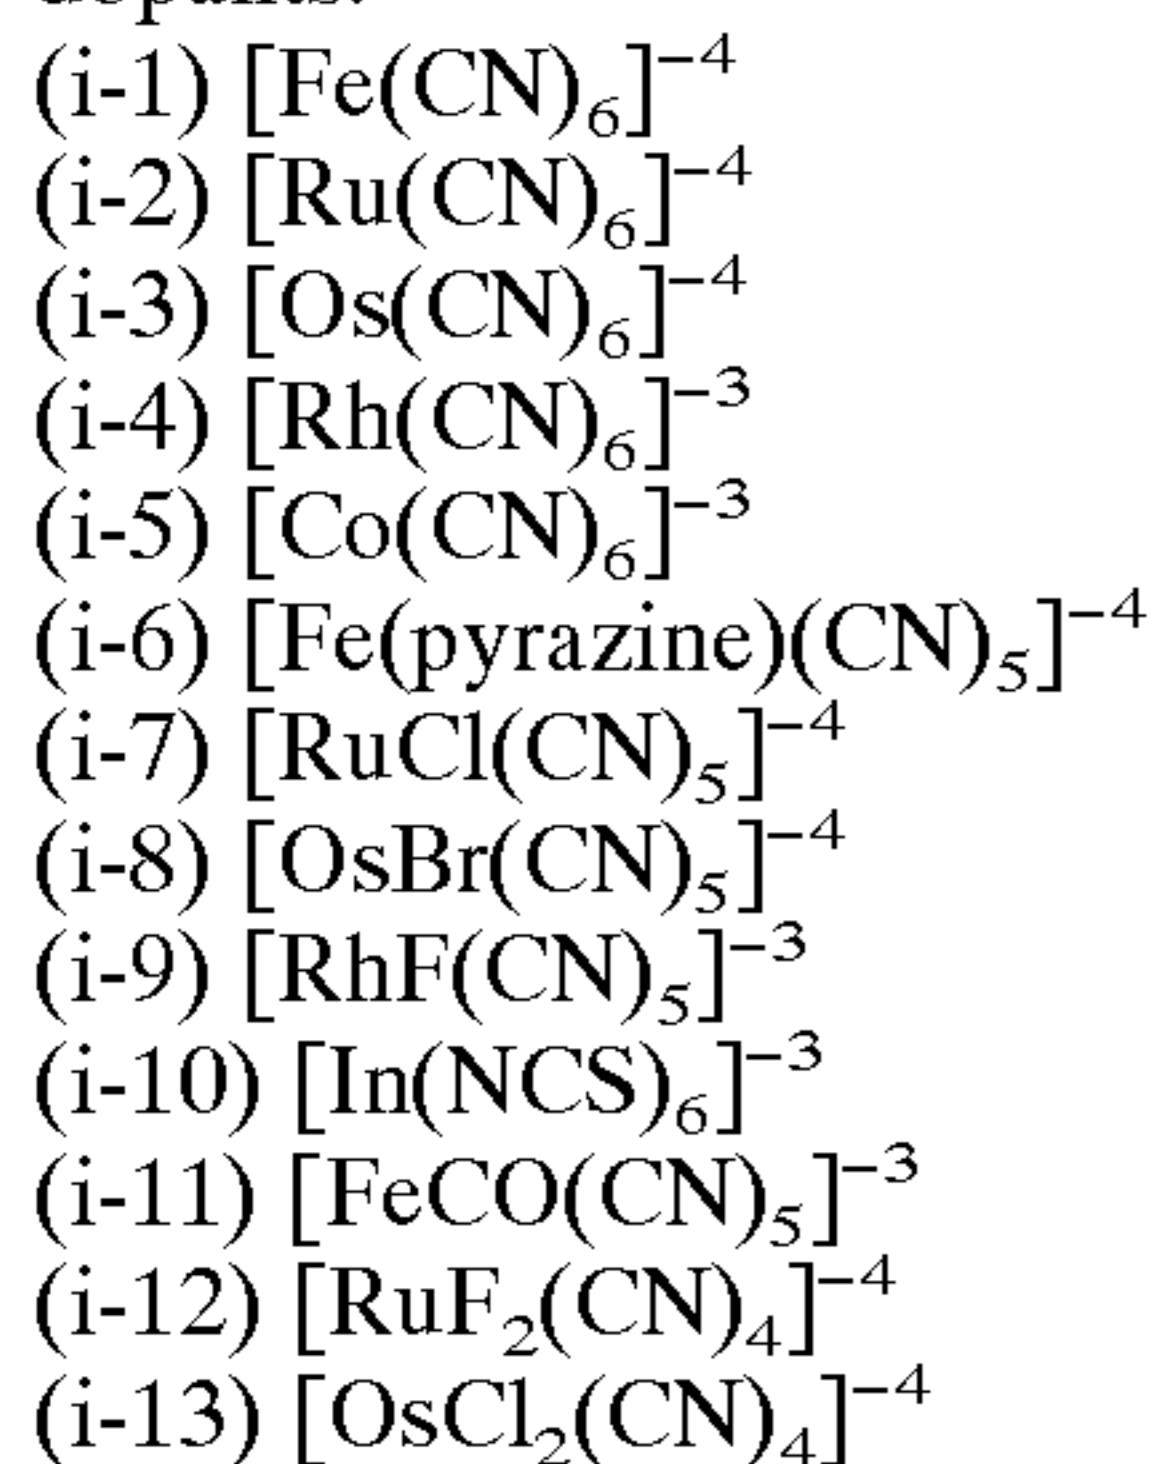 dopants:
(i-1) [Fe(CN)₆]⁻⁴
(i-2) [Ru(CN)₆]⁻⁴
(i-3) [Os(CN)₆]⁻⁴
(i-4) [Rh(CN)₆]⁻³
(i-5) [Co(CN)₆]⁻³
(i-6) [Fe(pyrazine)(CN)₅]⁻⁴
(i-7) [RuCl(CN)₅]⁻⁴
(i-8) [OsBr(CN)₅]⁻⁴
(i-9) [RhF(CN)₅]⁻³
(i-10) [In(NCS)₆]⁻³
(i-11) [FeCO(CN)₅]⁻³
(i-12) [RuF₂(CN)₄]⁻⁴
(i-13) [OsCl₂(CN)₄]⁻⁴